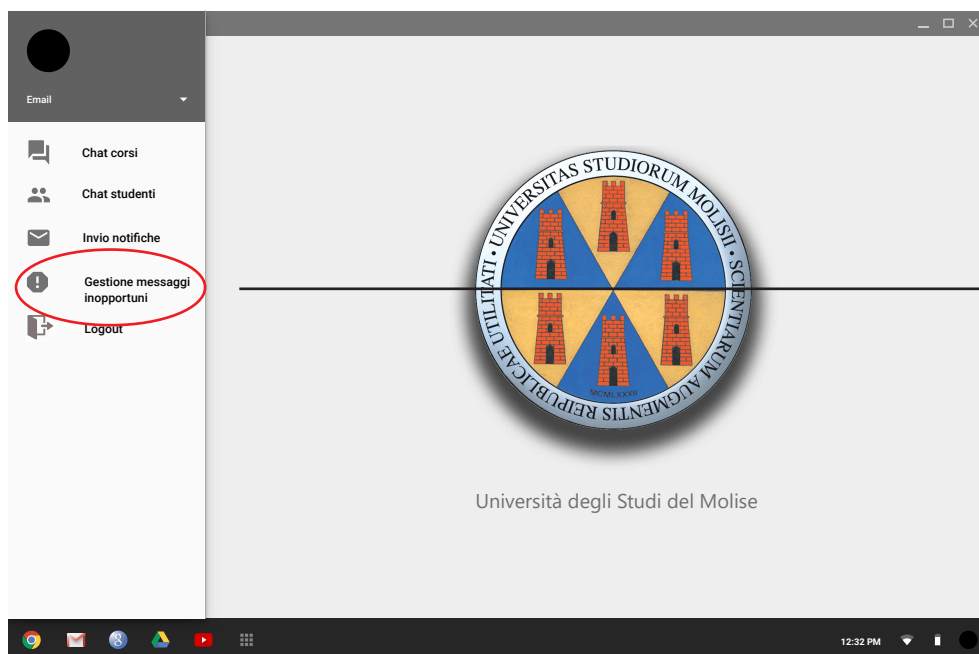 Email
Chat corsi
Chat studenti
Invio notifiche
Gestione messaggi
inopportuni
Logout
UNIVERSITAS STUDIORUM MOLISII • SCIENTIARUM AUGMENTIS REIPUBLICAE UTILITATI •
MCMLXXXII
Università degli Studi del Molise
8
12:32 PM